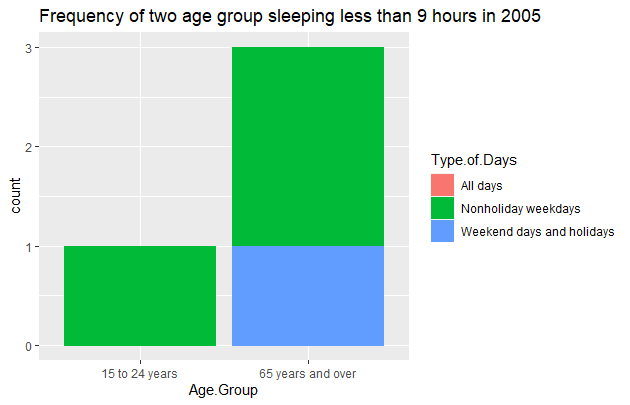 Frequency of two age group sleeping less than 9 hours in 2005
3
2
1
0
count
15 to 24 years
65 years and over
Age.Group
Type.of.Days
All days
Nonholiday weekdays
Weekend days and holidays